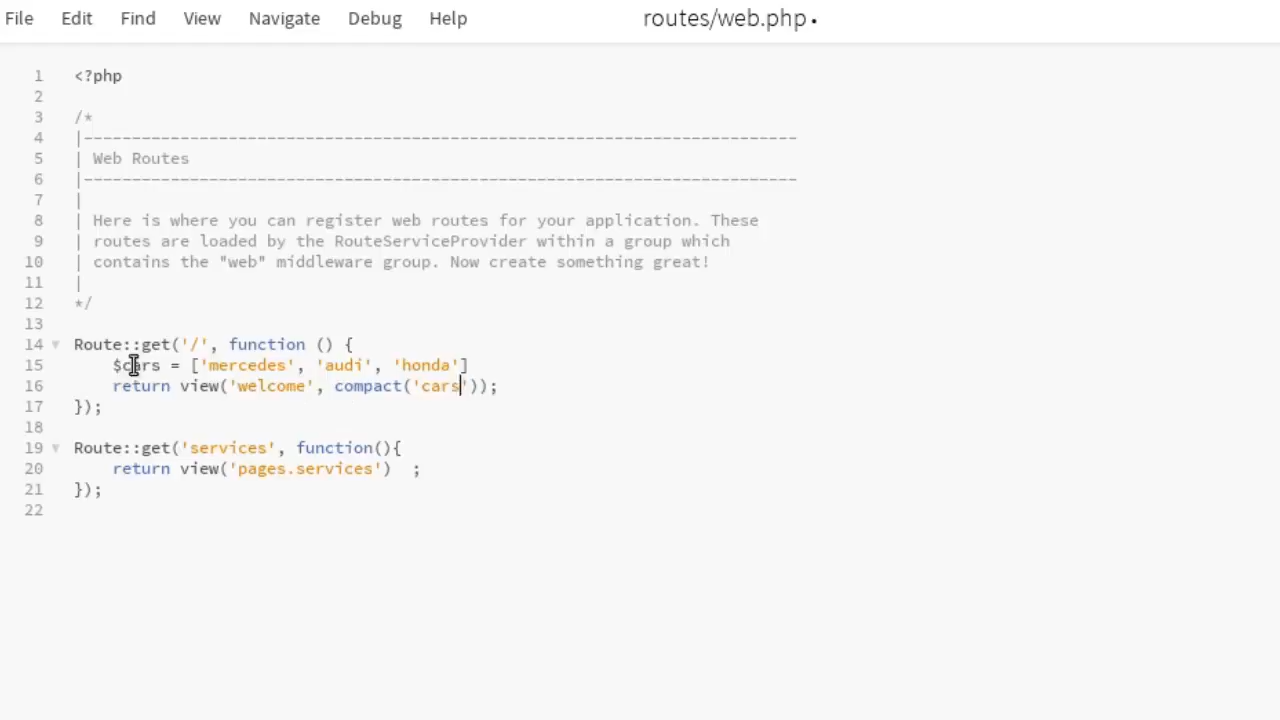 File Edit Find View Navigate Debug Help routes/web.php •
1 <?php
2
3 /*
4 |--------------------------------------------------------------------------
5 | Web Routes
6 |--------------------------------------------------------------------------
7 |
8 | Here is where you can register web routes for your application. These
9 | routes are loaded by the RouteServiceProvider within a group which
10 | contains the "web" middleware group. Now create something great!
11 |
12 */
13
14 Route::get('/', function () {
15 $cars = ['mercedes', 'audi', 'honda']
16 return view('welcome', compact('cars'));
17 });
18
19 Route::get('services', function(){
20 return view('pages.services')  ;
21 });
22